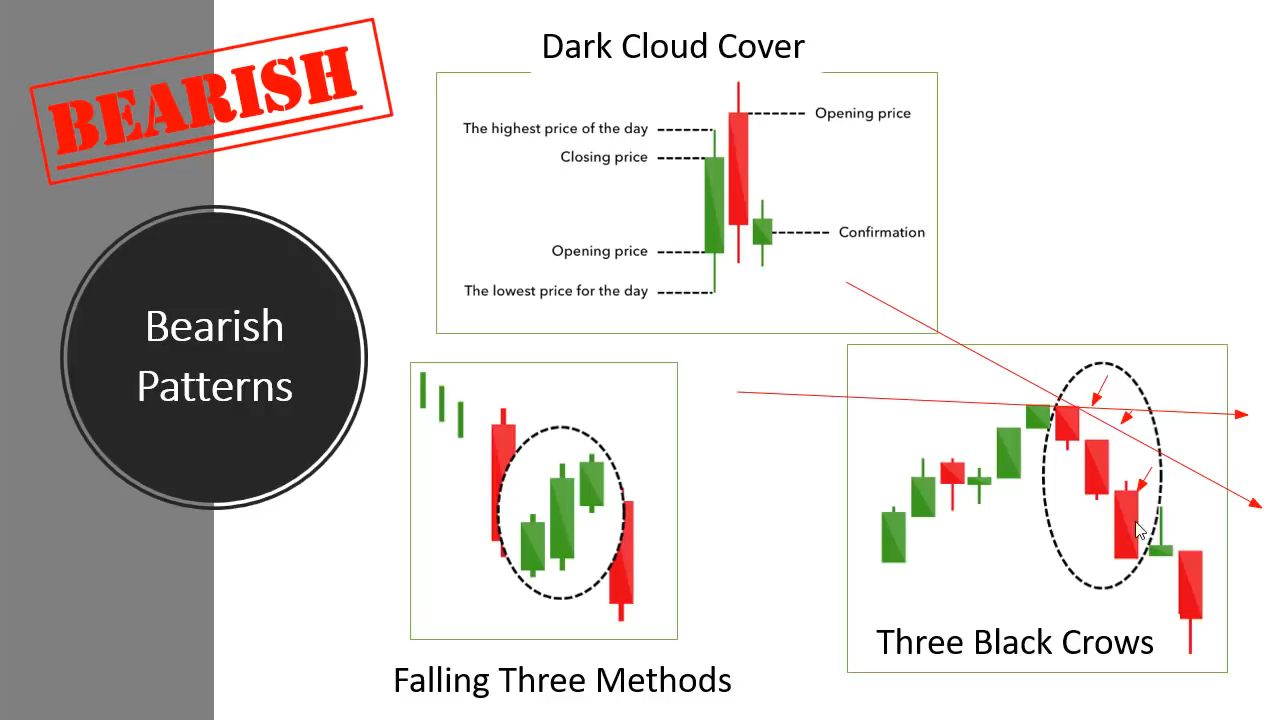 BEARISH
Bearish
Patterns
Dark Cloud Cover
The highest price of the day
Closing price
Opening price
The lowest price for the day
Opening price
Confirmation
Falling Three Methods
Three Black Crows